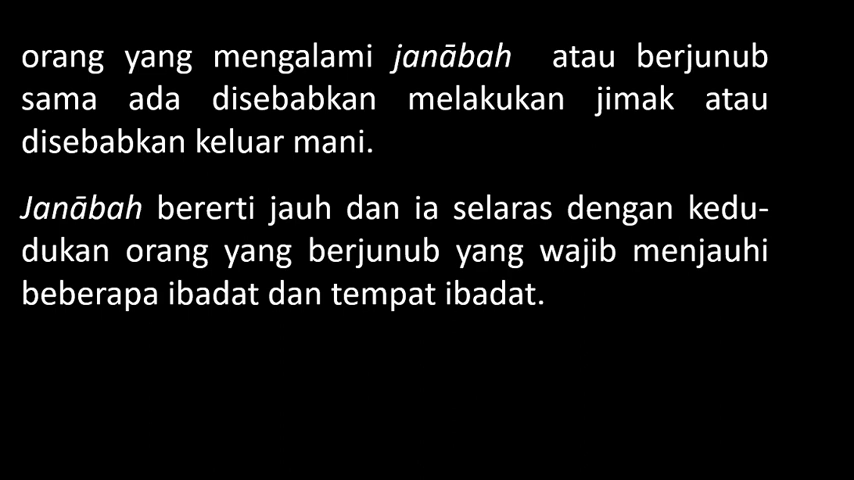 orang yang mengalami janābah atau berjunub
sama ada disebabkan melakukan jimak atau
disebabkan keluar mani.
Janābah bererti jauh dan ia selaras dengan kedu-
dukan orang yang berjunub yang wajib menjauhi
beberapa ibadat dan tempat ibadat.